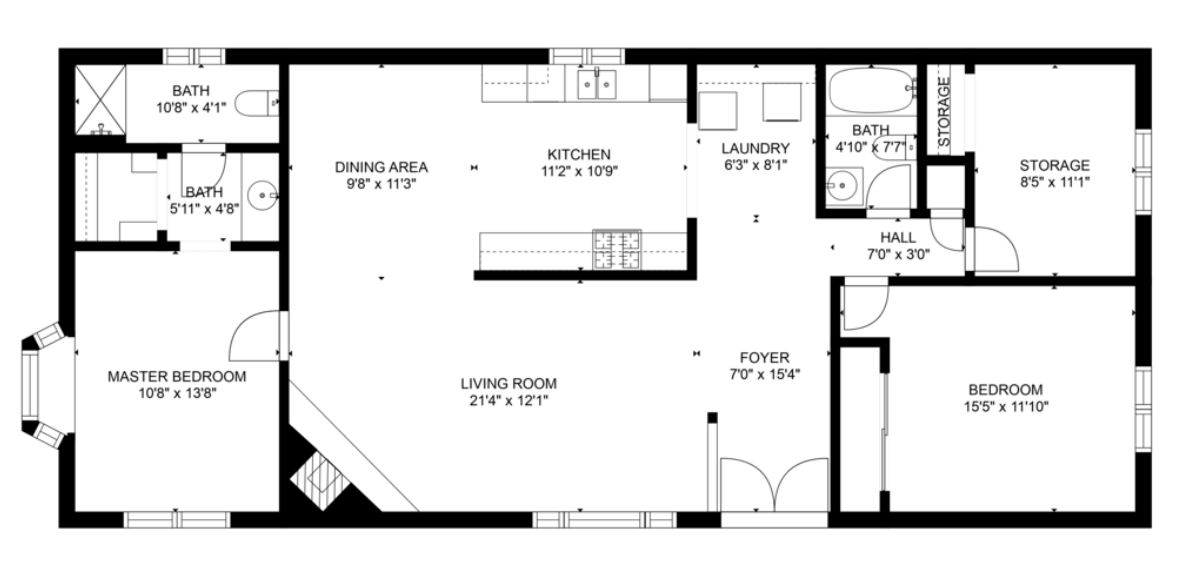 BATH
10'8" x 4'1"
BATH
5'11" x 4'8"
MASTER BEDROOM
10'8" x 13'8"
DINING AREA
9'8" x 11'3"
KITCHEN
11'2" x 10'9"
LIVING ROOM
21'4" x 12'1"
LAUNDRY
6'3" x 8'1"
FOYER
7'0" x 15'4"
BATH
4'10" x 7'7"
STORAGE
HALL
7'0" x 3'0"
STORAGE
8'5" x 11'1"
BEDROOM
15'5" x 11'10"